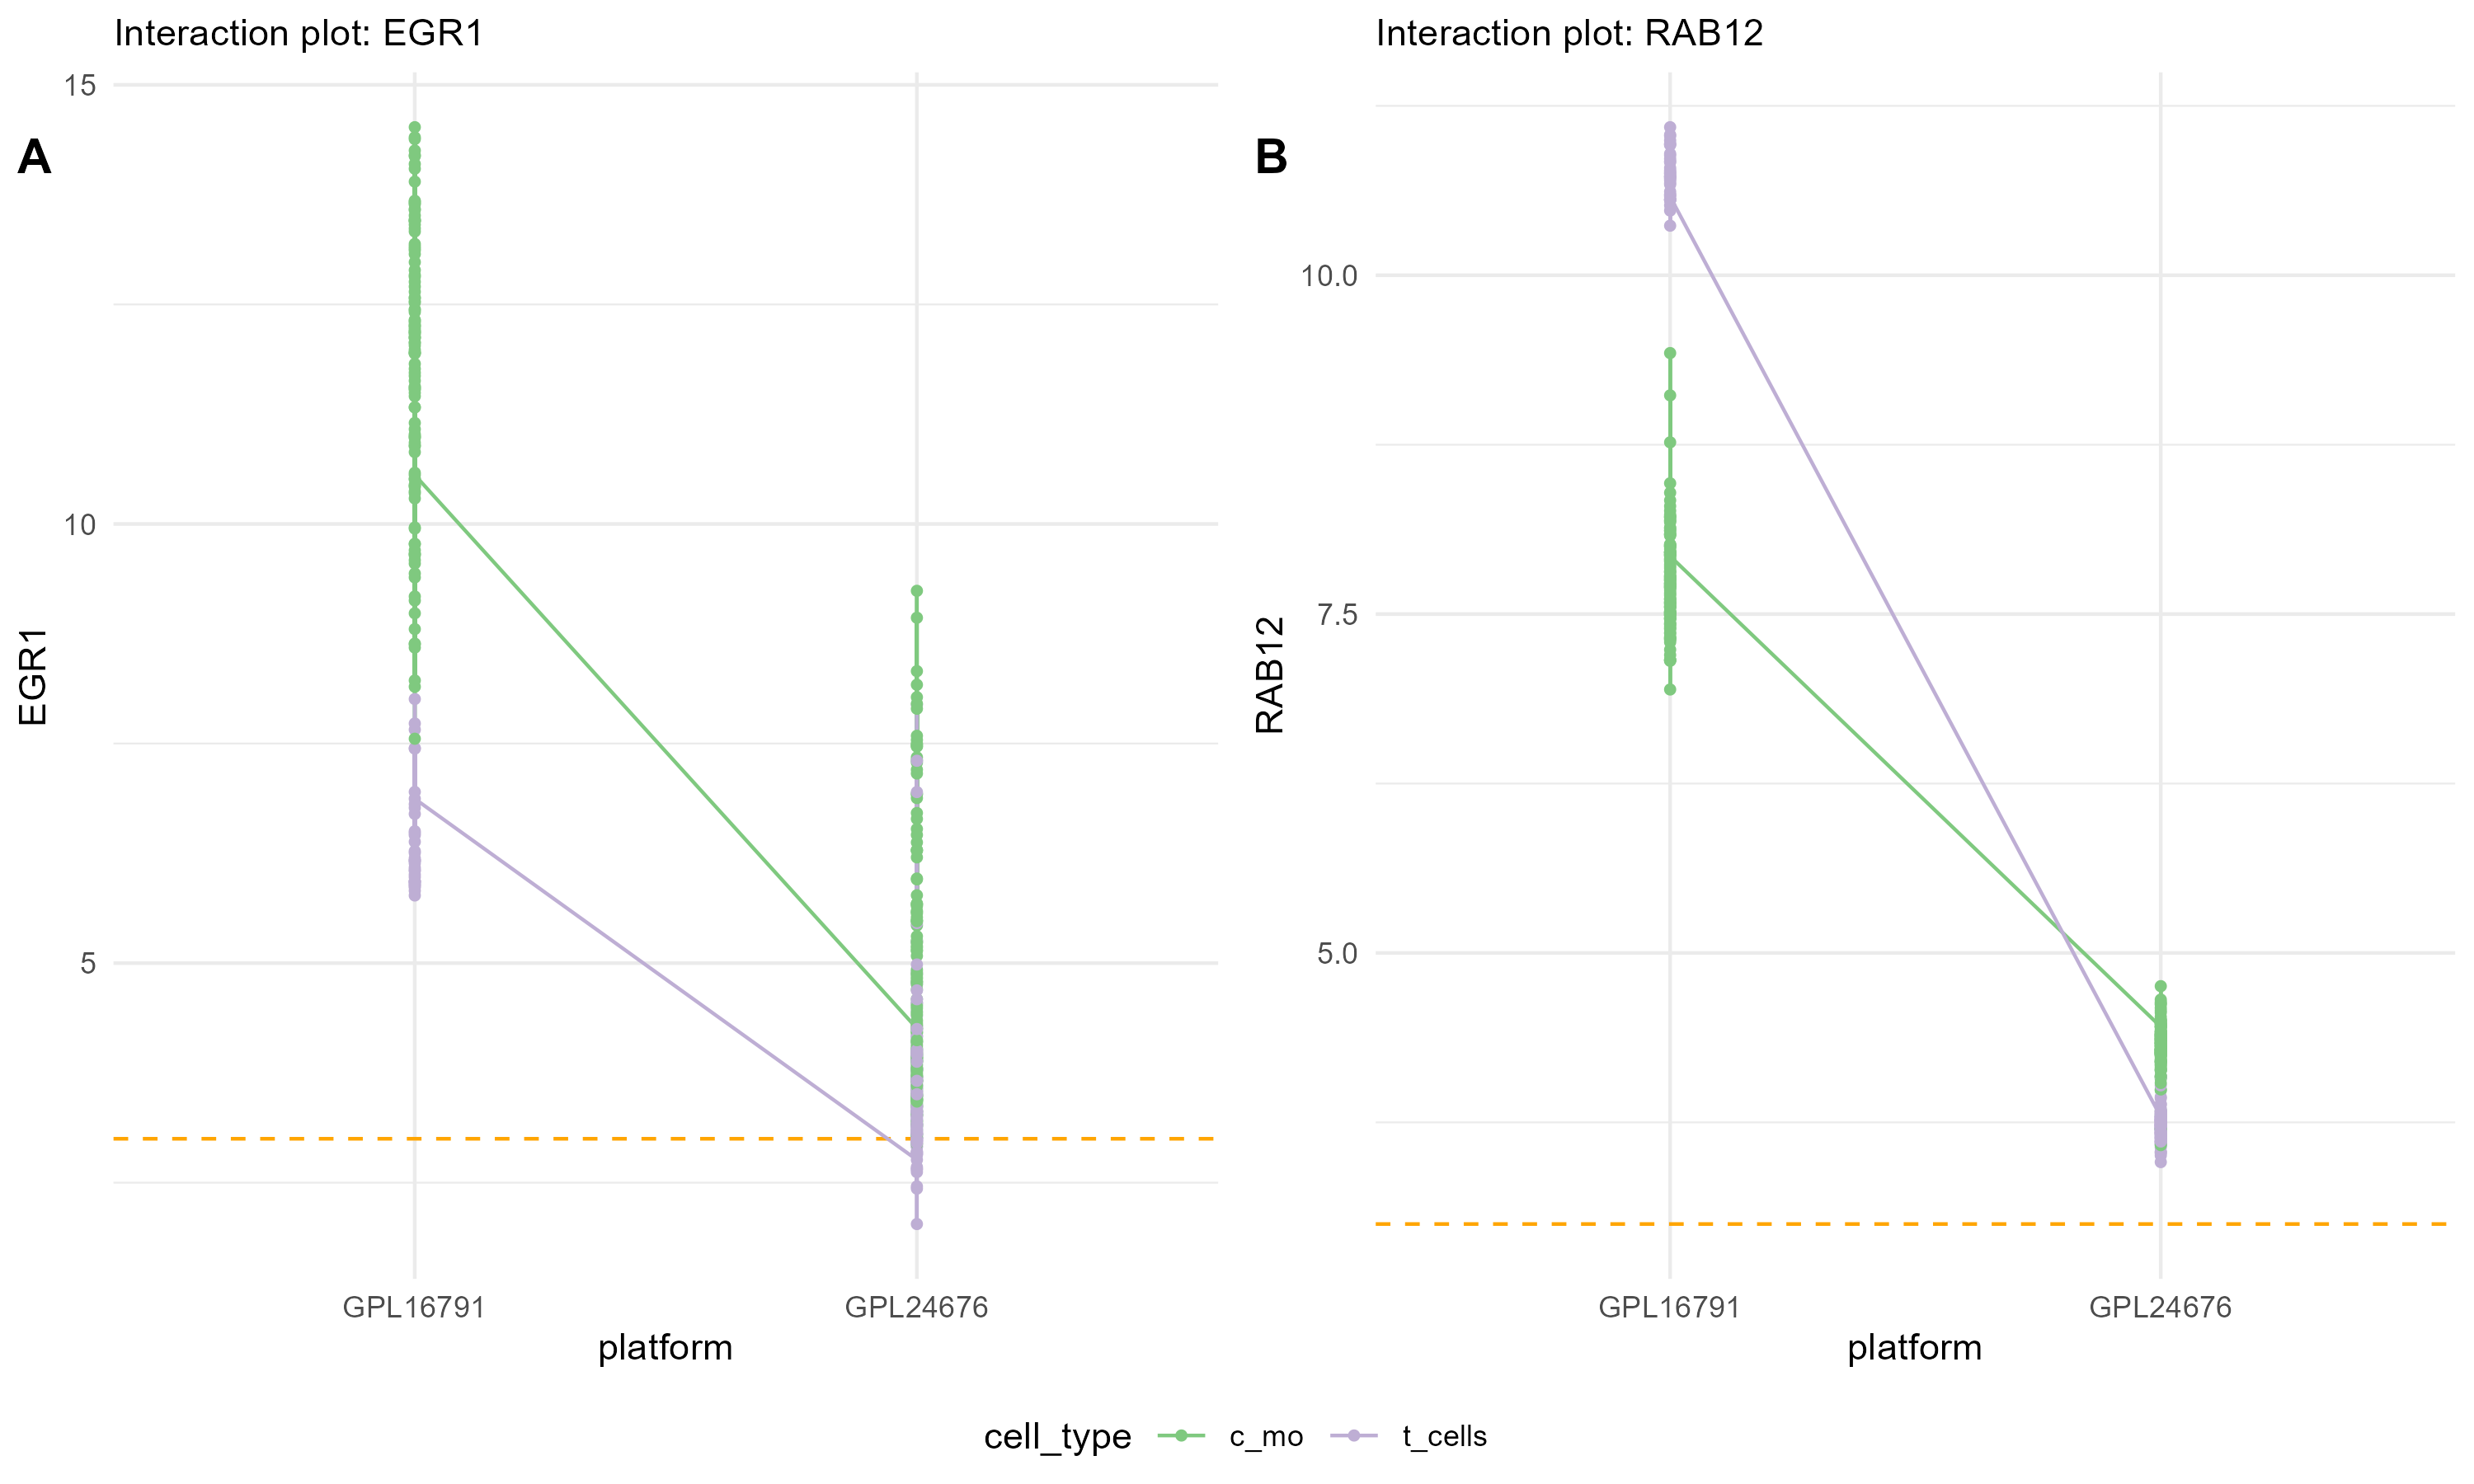 Interaction plot: EGR1
A
15
10
5
EGR1
GPL16791
GPL24676
platform
Interaction plot: RAB12
B
10.0
7.5
5.0
RAB12
GPL16791
GPL24676
platform
cell_type c_mo t_cells